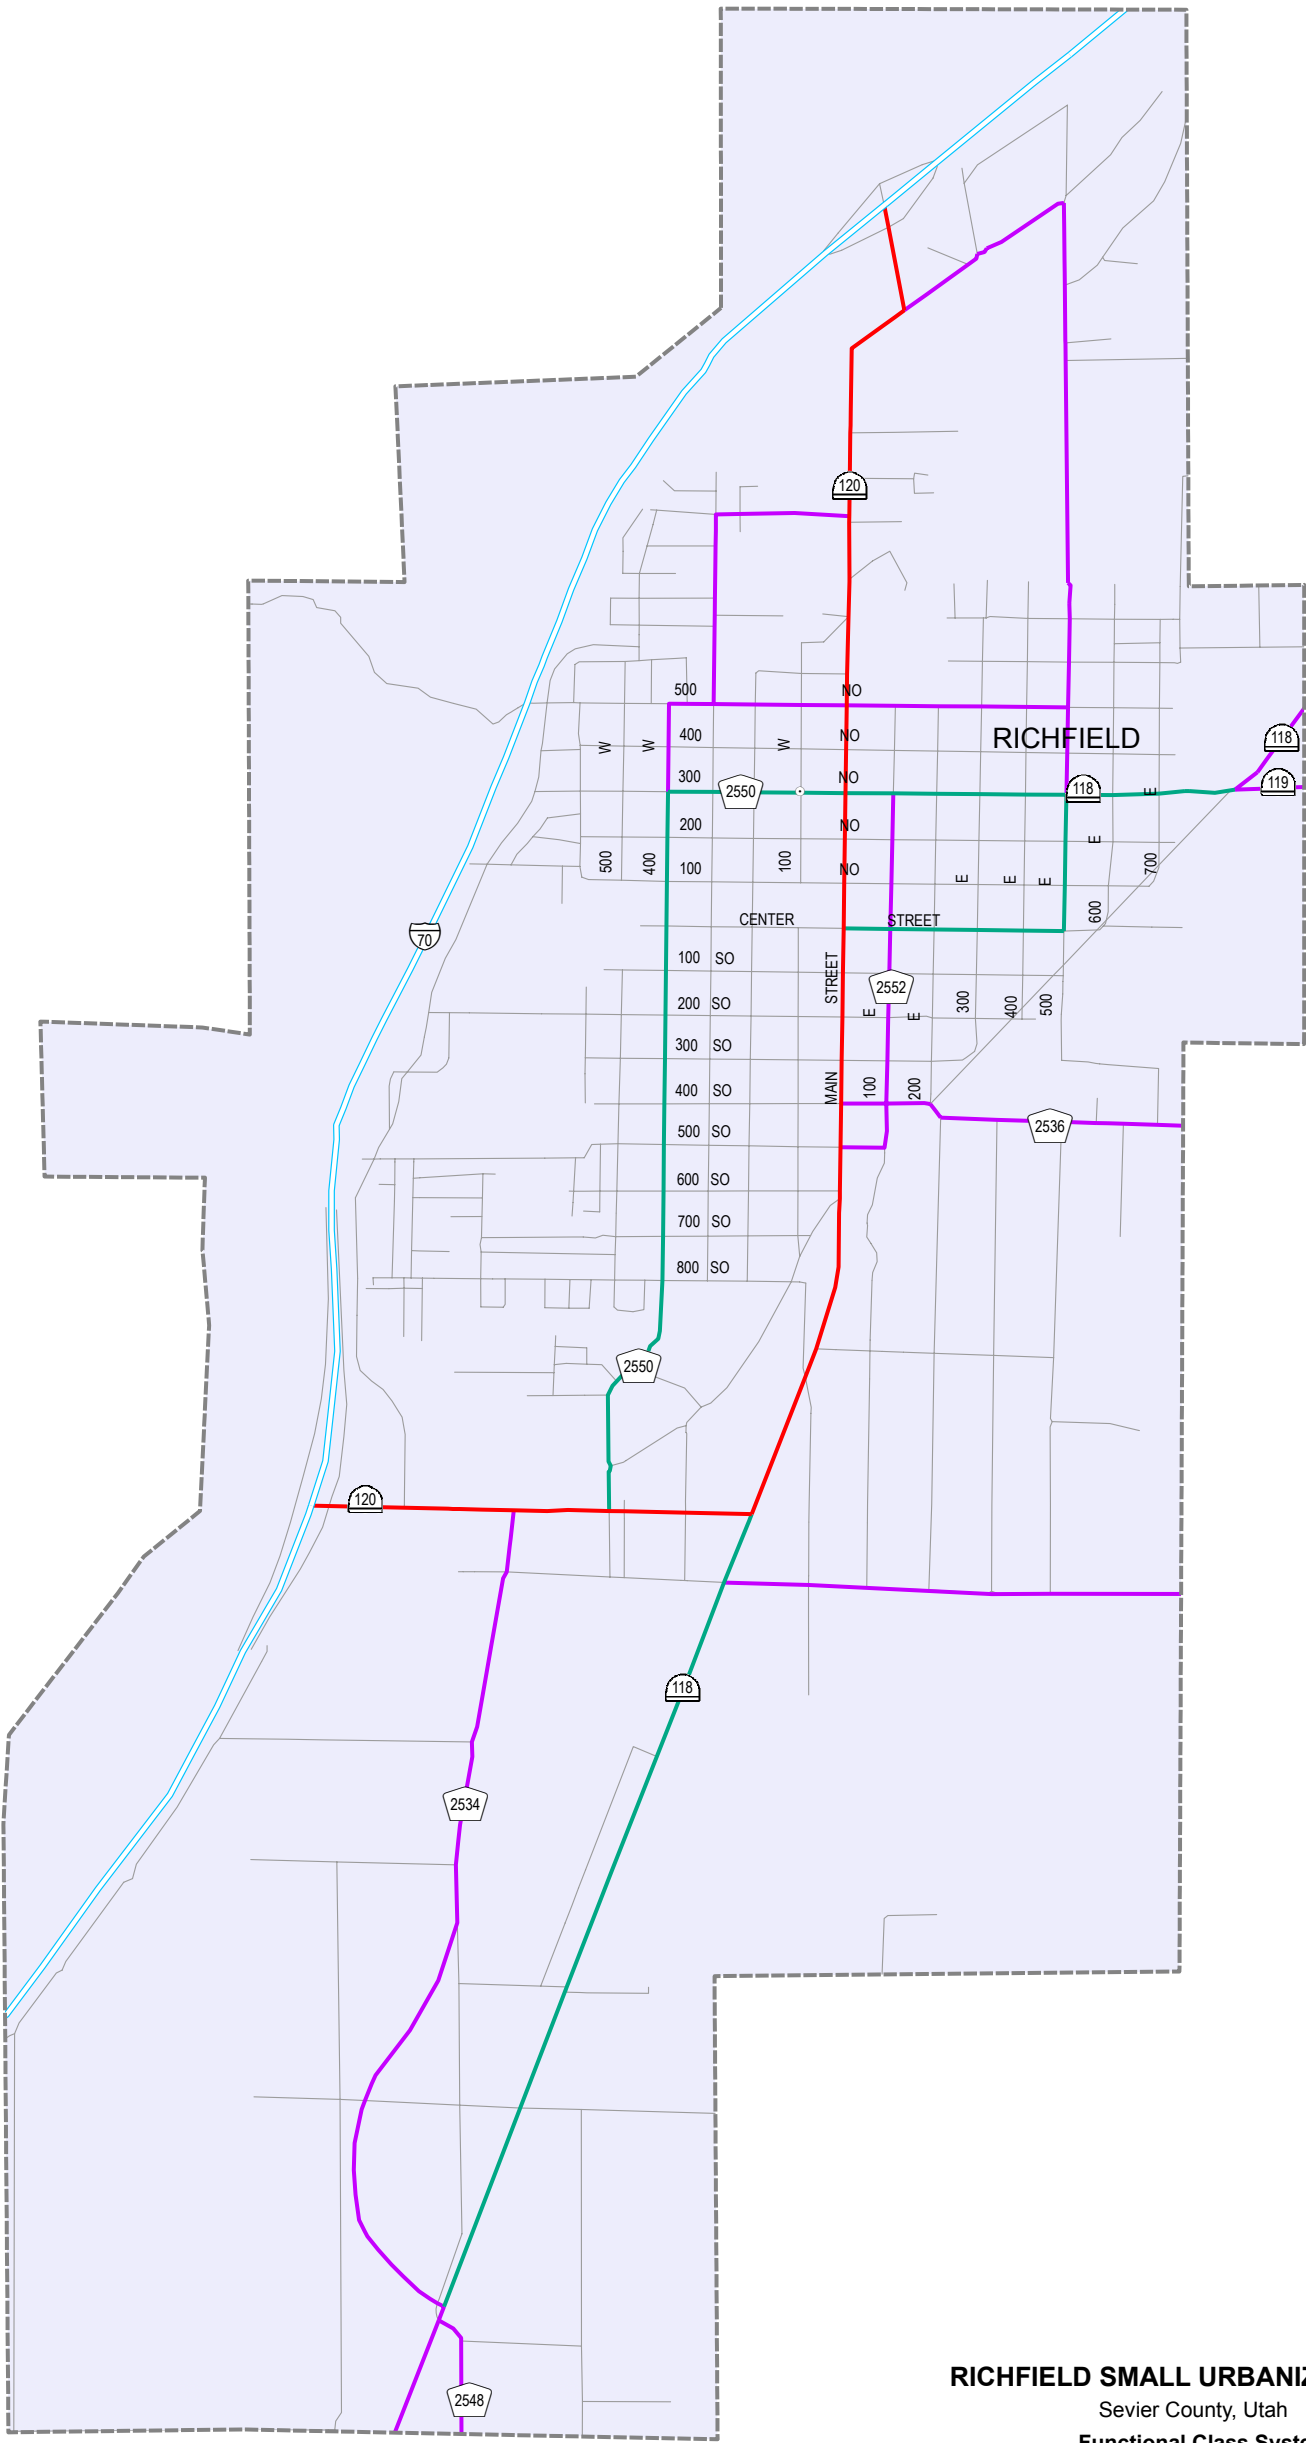 120
500 NO
RICHFIELD
400 NO
W
W
W
118
300 NO
2550
118
119
E
200 NO
E
500
400
100
100
NO
700
E
E
E
600
CENTER STREET
70
100 SO
STREET
2552
200 SO
E
E
300
400
500
300 SO
400 SO
MAIN
100
200
500 SO
2536
600 SO
700 SO
800 SO
2550
120
118
2534
2548
RICHFIELD SMALL URBANIZ
Sevier County, Utah
Functional Class Syste